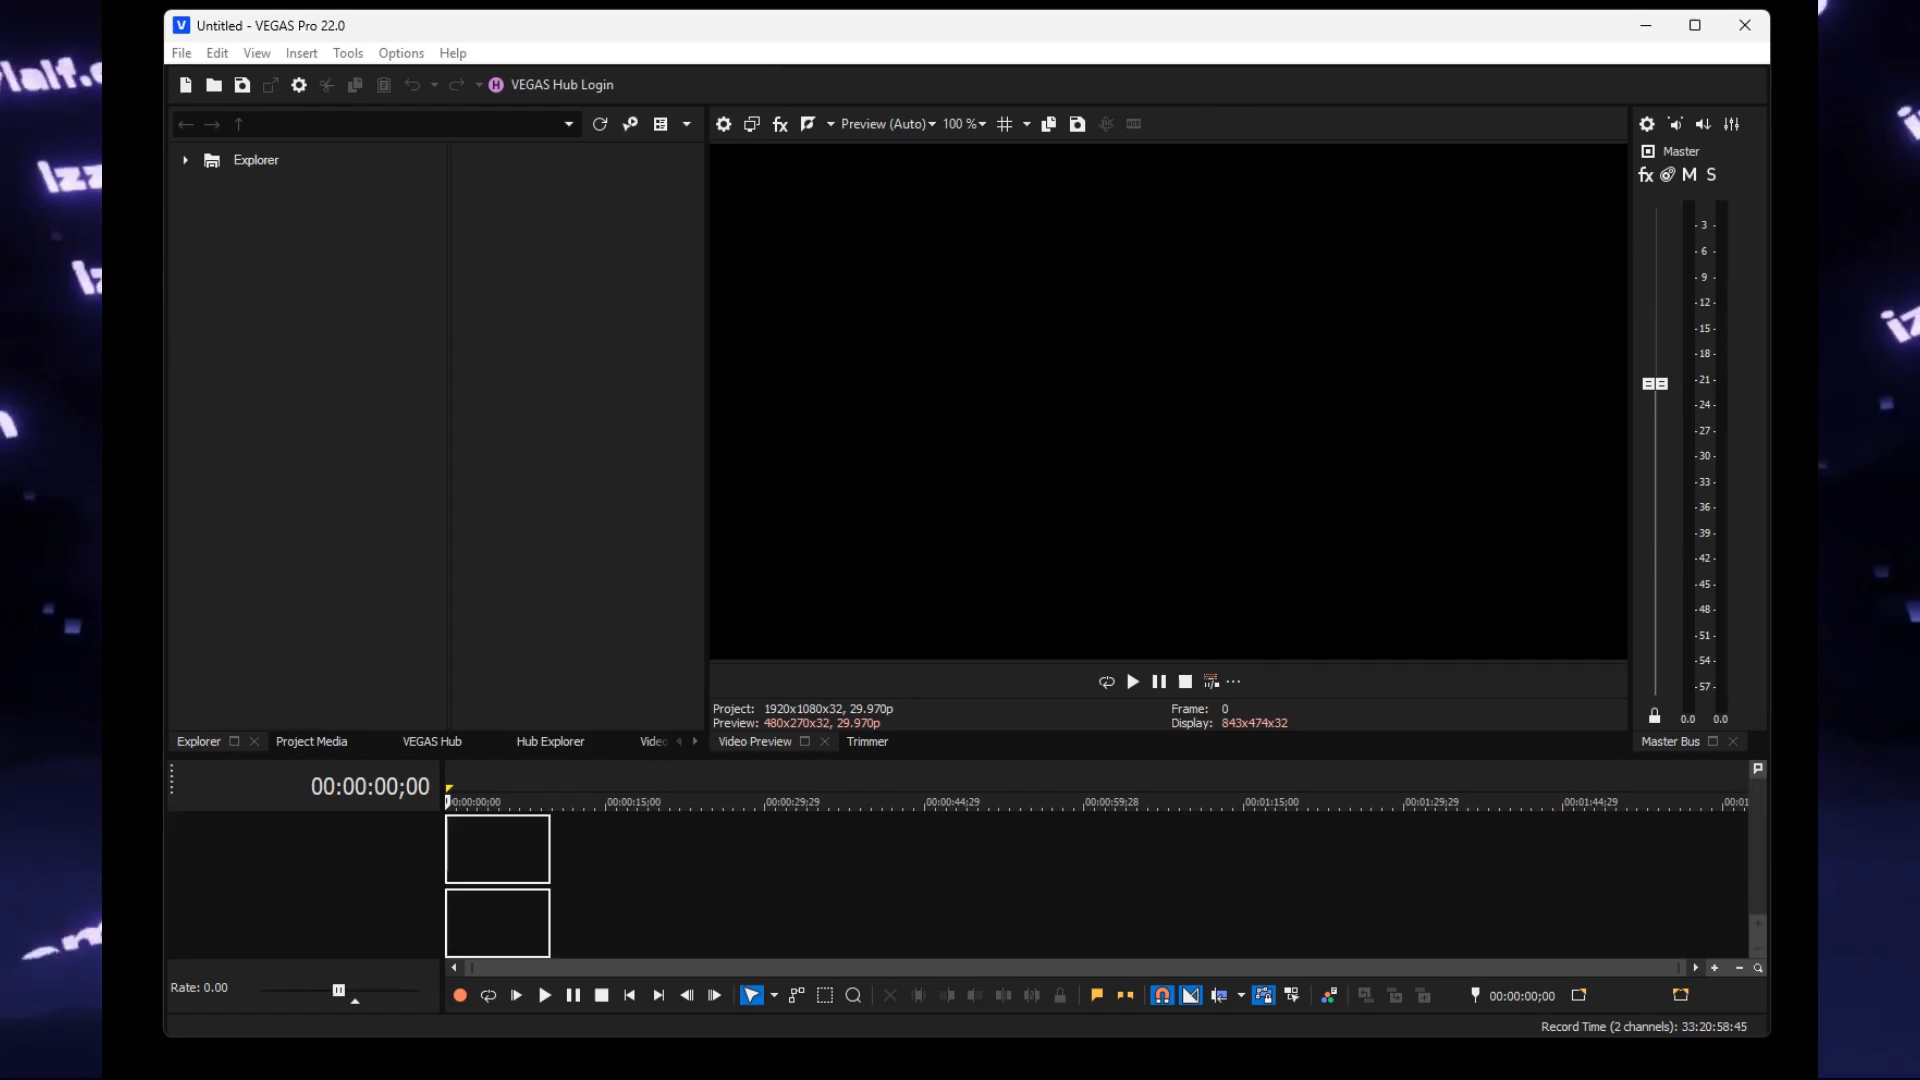 Untitled - VEGAS Pro 22.0
File Edit View Insert Tools Options Help
VEGAS Hub Login
Preview (Auto) 100 %
Explorer
Master
fx M S
3
6
9
12
15
18
21
24
27
30
33
36
39
42
45
48
51
54
57
0.0 0.0
Project: 1920x1080x32, 29.970p Frame: 0
Preview: 480x270x32, 29.970p Display: 843x474x32
Explorer Project Media VEGAS Hub Hub Explorer Video Video Preview Trimmer Master Bus
00:00:00;00
00:00:00;00 00:00:15;00 00:00:29;29 00:00:44;29 00:00:59;28 00:01:15;00 00:01:29;29 00:01:44;29 00:01
Rate: 0.00
00:00:00;00
Record Time (2 channels): 33:20:58:45